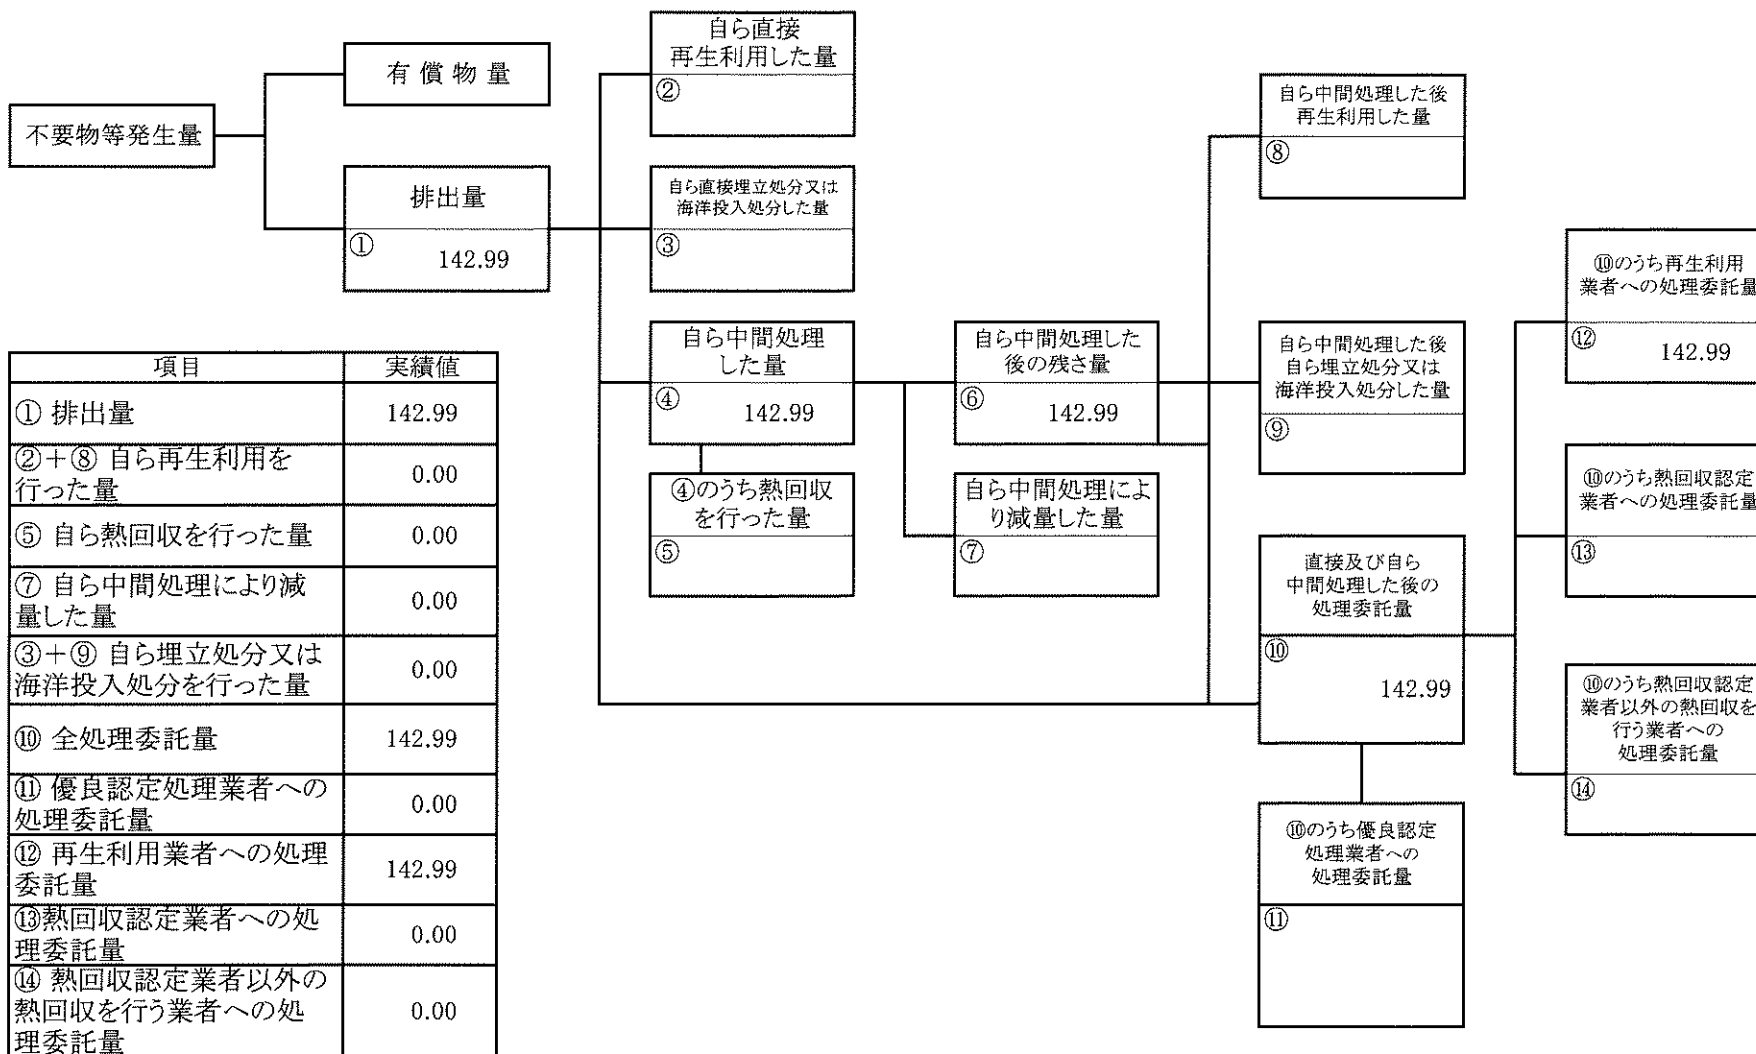 不要物等発生量
有 償 物 量
排出量
①
142.99
自ら直接
再生利用した量
②
自ら直接埋立処分又は
海洋投入処分した量
③
自ら中間処理
した量
④
142.99
④のうち熱回収
を行った量
⑤
自ら中間処理した
後の残さ量
⑥
142.99
自ら中間処理によ
り減量した量
⑦
自ら中間処理した後
再生利用した量
⑧
自ら中間処理した後
自ら埋立処分又は
海洋投入処分した量
⑨
直接及び自ら
中間処理した後の
処理委託量
⑩
142.99
⑩のうち優良認定
処理業者への
処理委託量
⑪
⑩のうち再生利用
業者への処理委託量
⑫
142.99
⑩のうち熱回収認定
業者への処理委託量
⑬
⑩のうち熱回収認定
業者以外の熱回収を
行う業者への
処理委託量
⑭
項目 実績値
① 排出量 142.99
②＋⑧ 自ら再生利用を
行った量 0.00
⑤ 自ら熱回収を行った量 0.00
⑦ 自ら中間処理により減
量した量 0.00
③＋⑨ 自ら埋立処分又は
海洋投入処分を行った量 0.00
⑩ 全処理委託量 142.99
⑪ 優良認定処理業者への
処理委託量 0.00
⑫ 再生利用業者への処理
委託量 142.99
⑬熱回収認定業者への処
理委託量 0.00
⑭ 熱回収認定業者以外の
熱回収を行う業者への処
理委託量 0.00